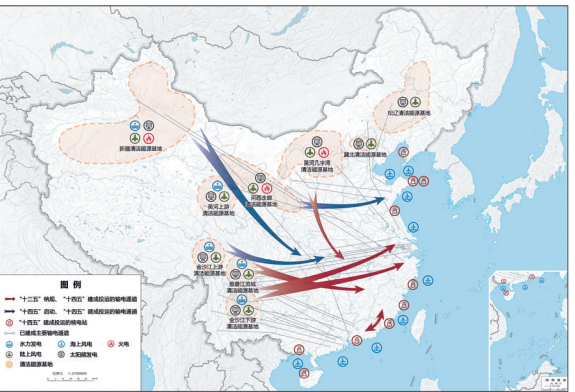 松辽清洁能源基地
冀北清洁能源基地
黄河几字湾
清洁能源基地
新疆清洁能源基地
河西走廊
清洁能源基地
黄河上游
清洁能源基地
金沙江上游
清洁能源基地
雅砻江流域
清洁能源基地
金沙江下游
清洁能源基地
图 例
“十三五”结转、“十四五”建成投运的输电通道
“十四五”启动、“十四五”建成投运的输电通道
“十四五”建成投运的核电站
已建成主要输电通道
水力发电 海上风电 火电
陆上风电 太阳能发电
清洁能源基地